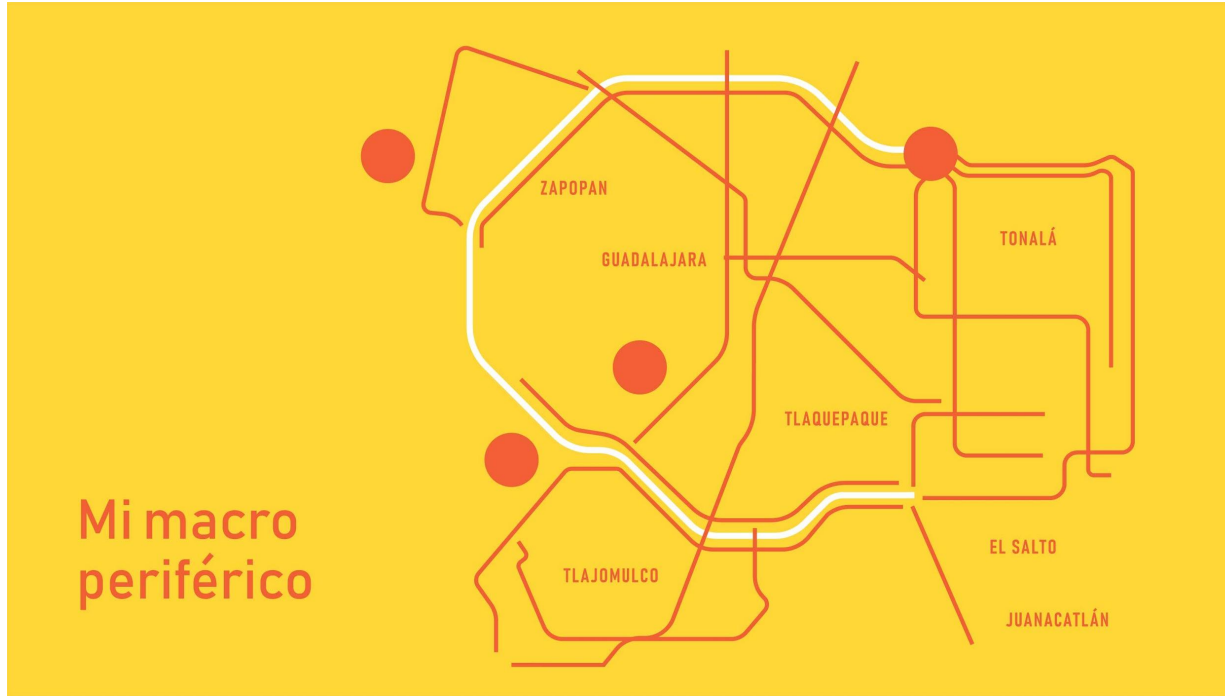 ZAPOPAN
TONALÁ
GUADALAJARA
TLAQUEPAQUE
Mi macro
periférico
EL SALTO
TLAJOMULCO
JUANACATLÁN